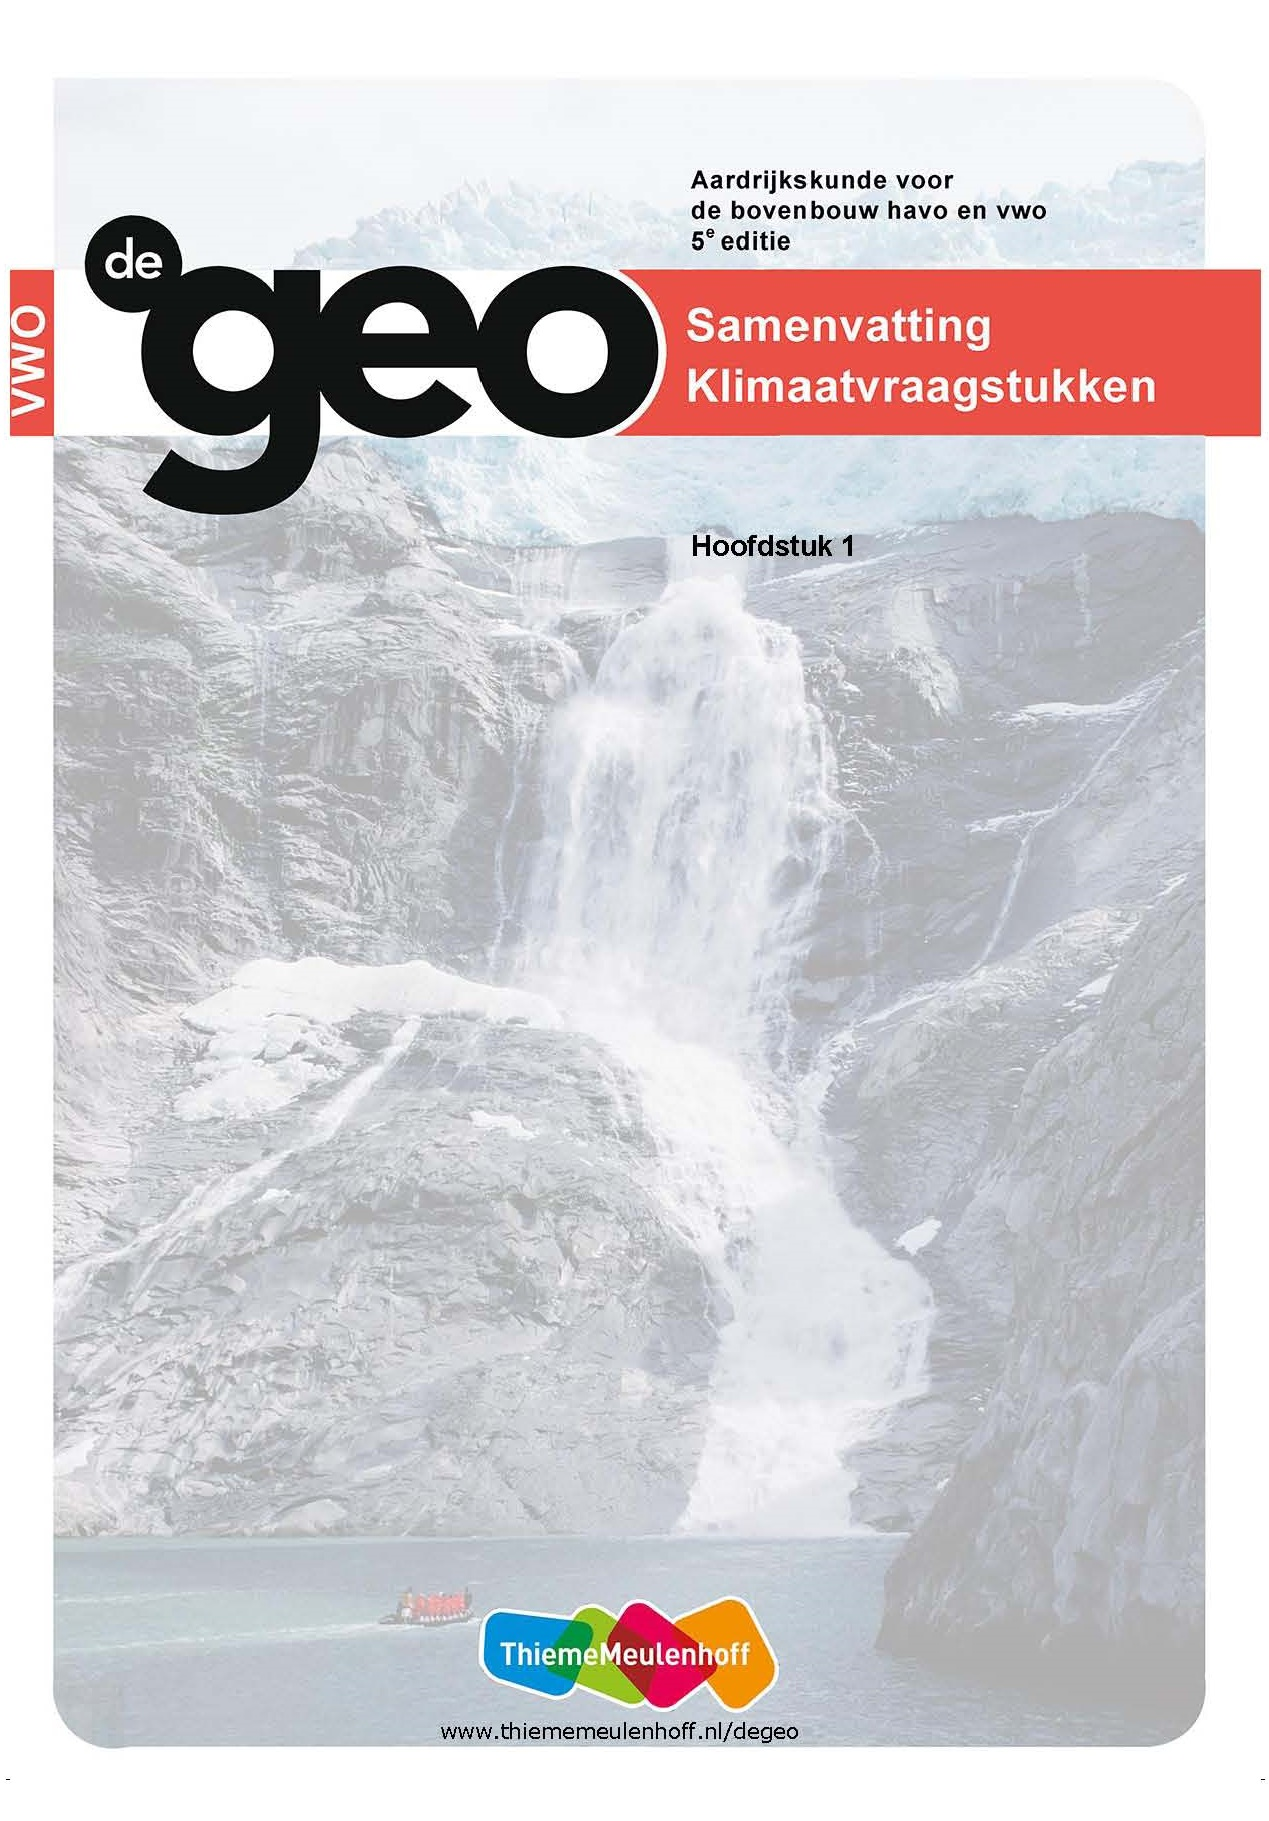 Aardrijkskunde voor
de bovenbouw havo en vwo
5e editie
de
geo
vwo
Samenvatting
Klimaatvraagstukken
Hoofdstuk 1
ThiemeMeulenhoff
www.thiememeulenhoff.nl/degeo